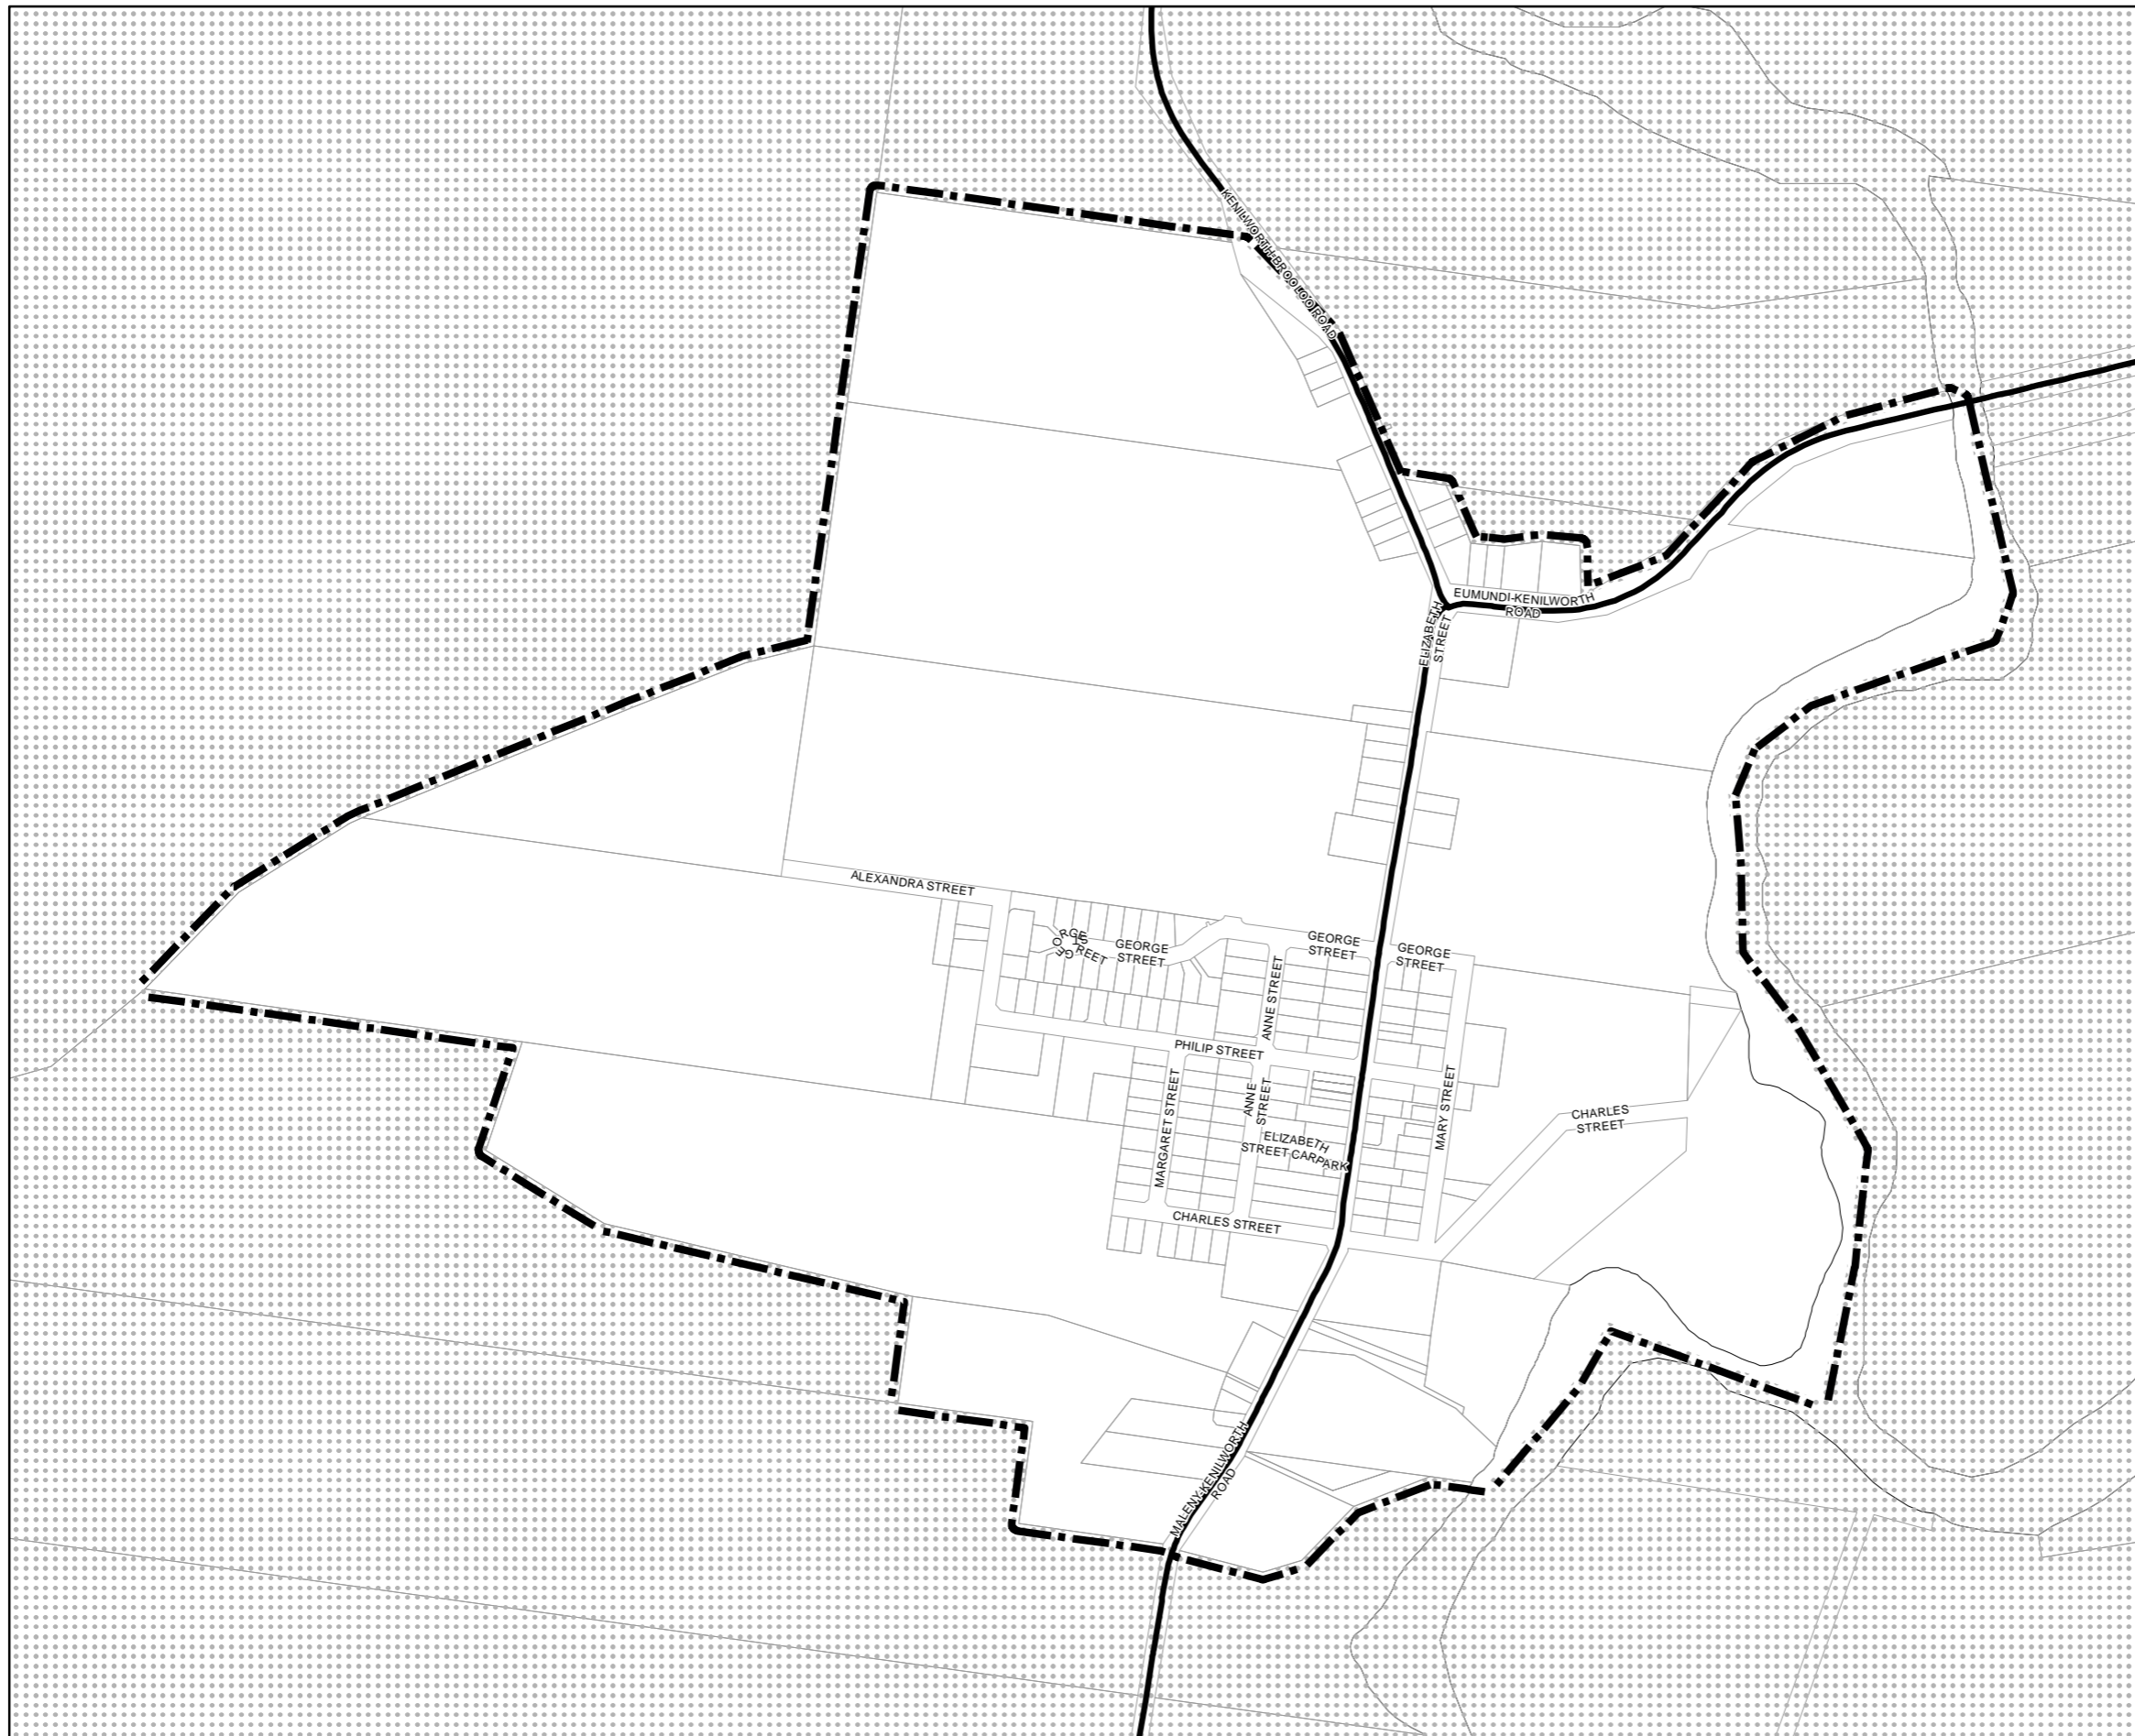 KENILWORTH-BROOLOO ROAD
EUMUNDI-KENILWORTH
ROAD
ELIZABETH
STREET
ALEXANDRA STREET
GEORGE
STREET
GEORGE
STREET
GEORGE
STREET
GEORGE
STREET
ANNE STREET
PHILIP STREET
MARGARET STREET
ANNE
STREET
MARY STREET
ELIZABETH
STREET CARPARK
CHARLES
STREET
CHARLES STREET
MALENY-KENILWORTH
ROAD